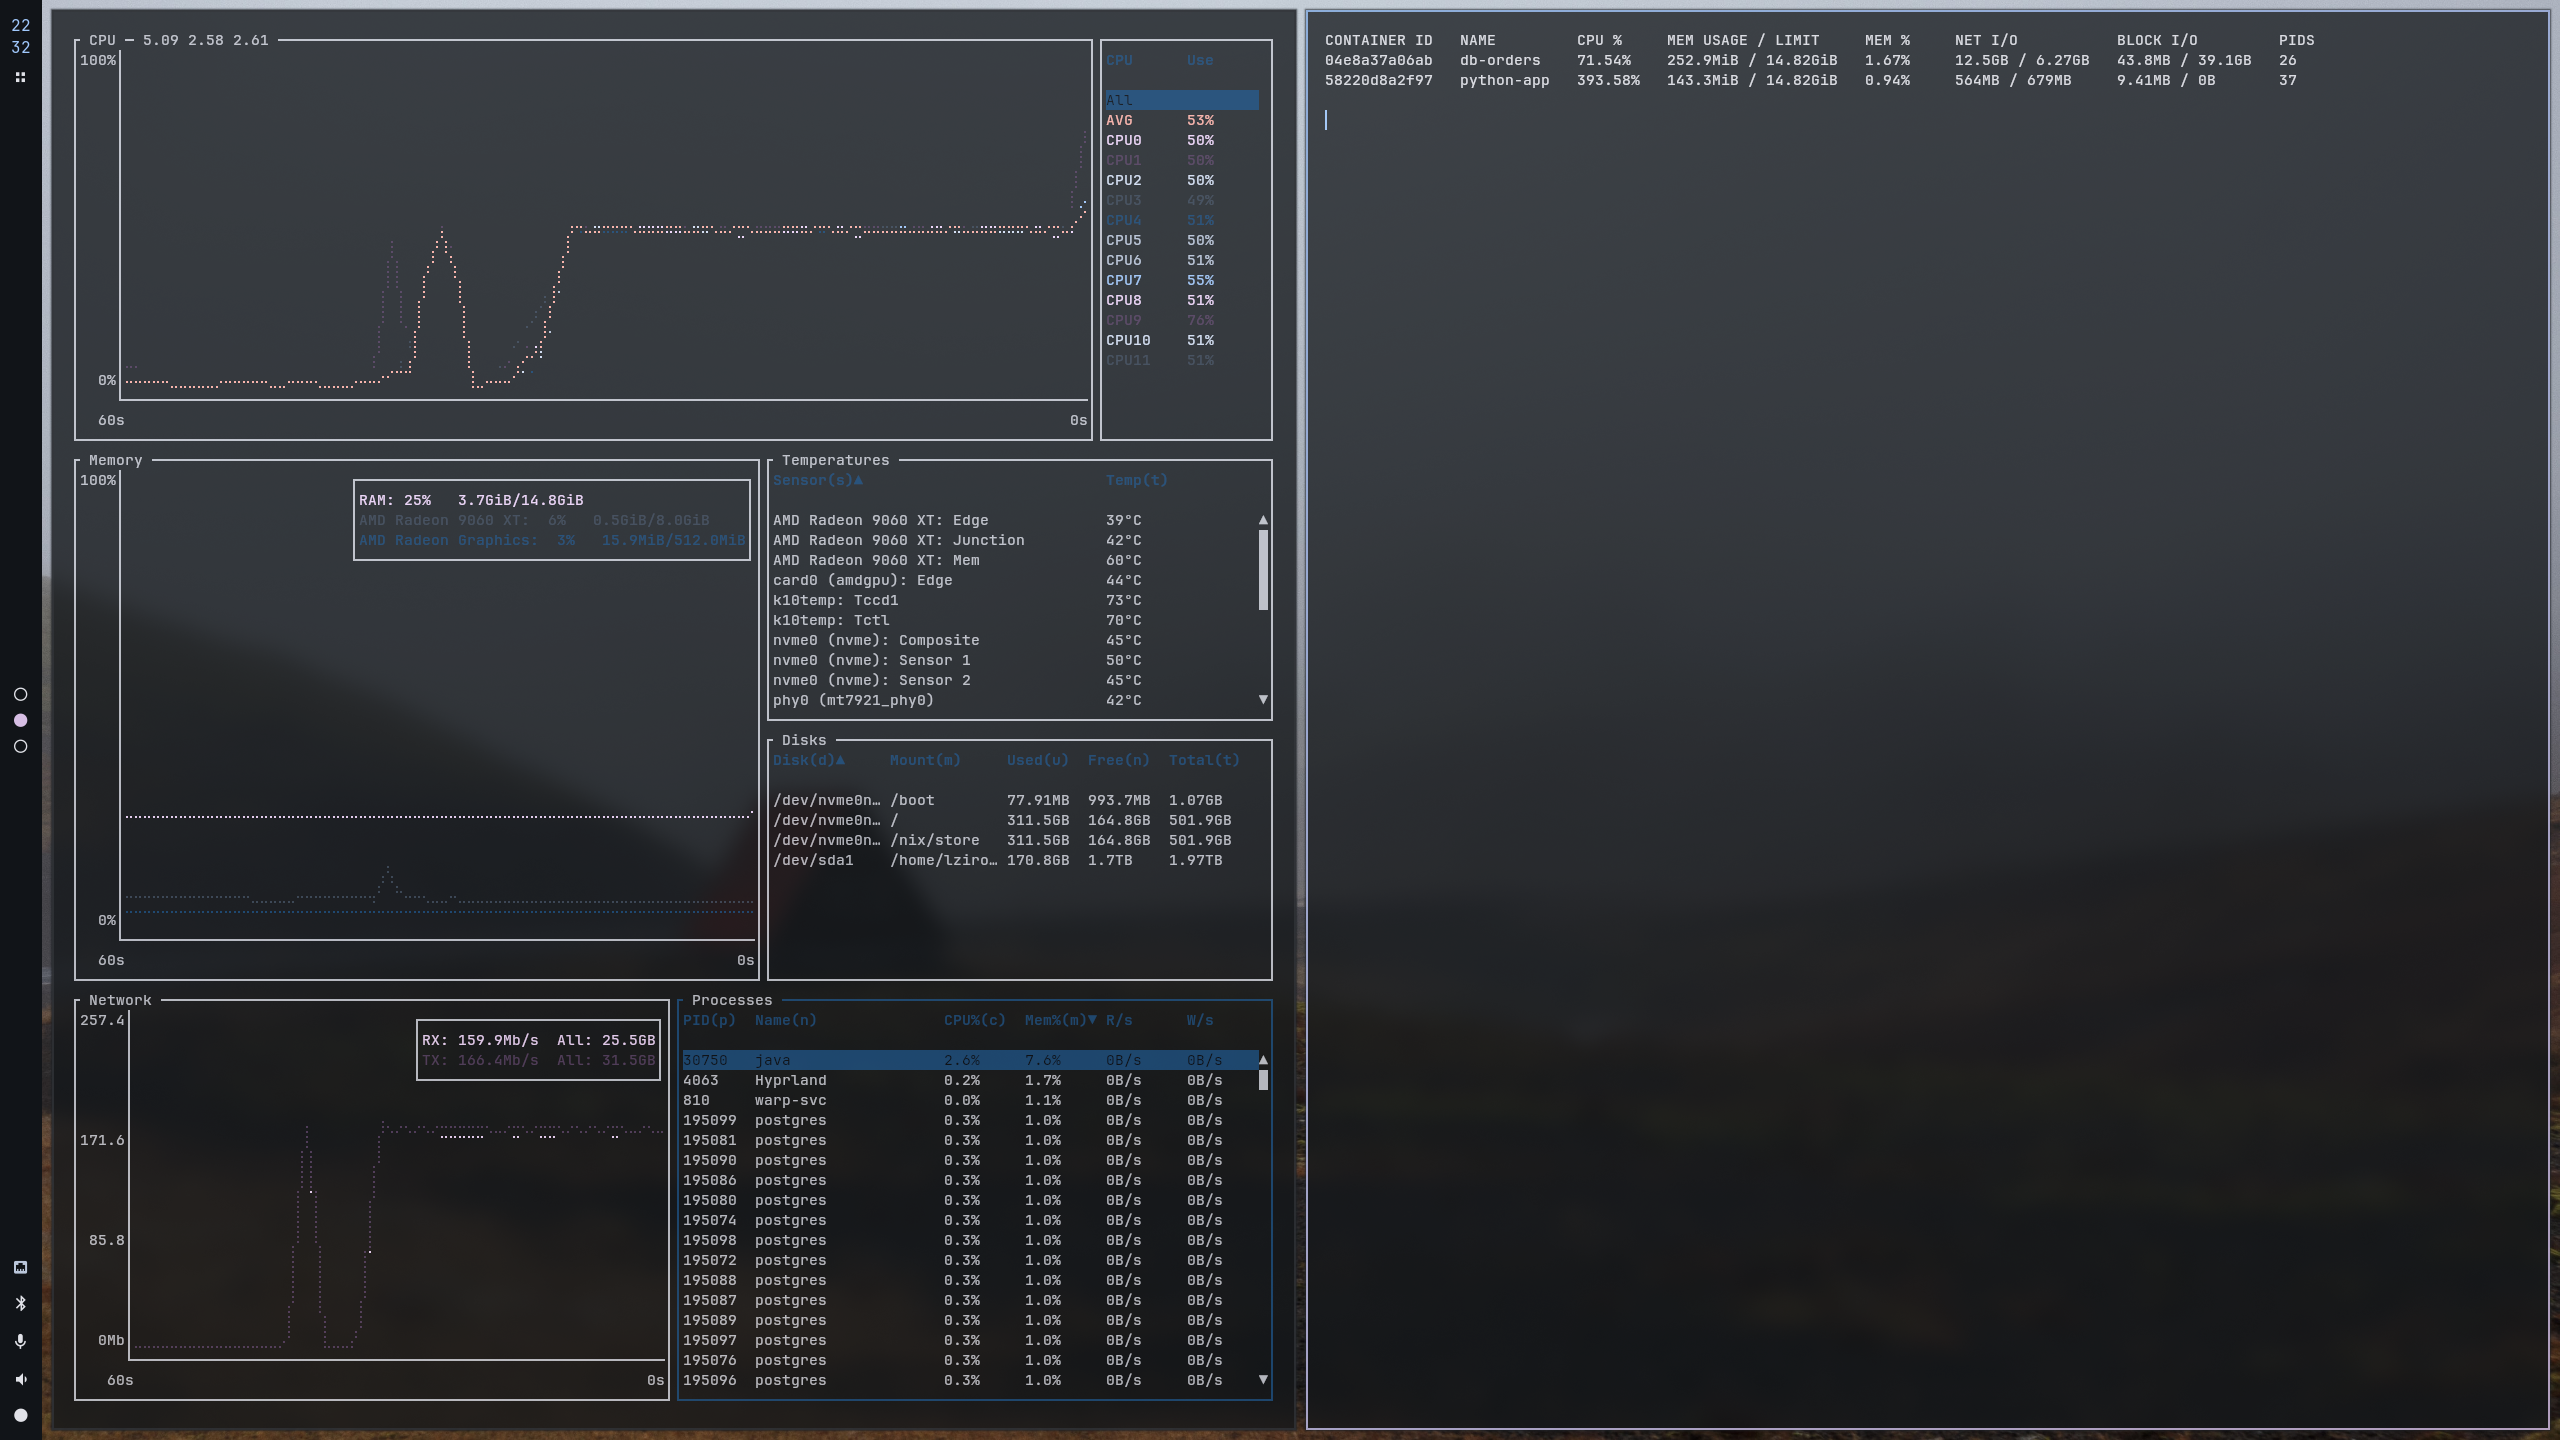 22
32
CPU — 5.09 2.58 2.61
100%
0%
60s 0s
CPU Use
All
AVG 53%
CPU0 50%
CPU1 50%
CPU2 50%
CPU3 49%
CPU4 51%
CPU5 50%
CPU6 51%
CPU7 55%
CPU8 51%
CPU9 76%
CPU10 51%
CPU11 51%
Memory
100%
RAM: 25% 3.7GiB/14.8GiB
AMD Radeon 9060 XT: 6% 0.5GiB/8.0GiB
AMD Radeon Graphics: 3% 15.9MiB/512.0MiB
0%
60s 0s
Temperatures
Sensor(s)▲ Temp(t)
AMD Radeon 9060 XT: Edge 39°C
AMD Radeon 9060 XT: Junction 42°C
AMD Radeon 9060 XT: Mem 60°C
card0 (amdgpu): Edge 44°C
k10temp: Tccd1 73°C
k10temp: Tctl 70°C
nvme0 (nvme): Composite 45°C
nvme0 (nvme): Sensor 1 50°C
nvme0 (nvme): Sensor 2 45°C
phy0 (mt7921_phy0) 42°C
Disks
Disk(d)▲ Mount(m) Used(u) Free(n) Total(t)
/dev/nvme0n… /boot 77.91MB 993.7MB 1.07GB
/dev/nvme0n… / 311.5GB 164.8GB 501.9GB
/dev/nvme0n… /nix/store 311.5GB 164.8GB 501.9GB
/dev/sda1 /home/lziro… 170.8GB 1.7TB 1.97TB
Network
257.4
171.6
85.8
0Mb
60s 0s
RX: 159.9Mb/s All: 25.5GB
TX: 166.4Mb/s All: 31.5GB
Processes
PID(p) Name(n) CPU%(c) Mem%(m)▼ R/s W/s
30750 java 2.6% 7.6% 0B/s 0B/s
4063 Hyprland 0.2% 1.7% 0B/s 0B/s
810 warp-svc 0.0% 1.1% 0B/s 0B/s
195099 postgres 0.3% 1.0% 0B/s 0B/s
195081 postgres 0.3% 1.0% 0B/s 0B/s
195090 postgres 0.3% 1.0% 0B/s 0B/s
195086 postgres 0.3% 1.0% 0B/s 0B/s
195080 postgres 0.3% 1.0% 0B/s 0B/s
195074 postgres 0.3% 1.0% 0B/s 0B/s
195098 postgres 0.3% 1.0% 0B/s 0B/s
195072 postgres 0.3% 1.0% 0B/s 0B/s
195088 postgres 0.3% 1.0% 0B/s 0B/s
195087 postgres 0.3% 1.0% 0B/s 0B/s
195089 postgres 0.3% 1.0% 0B/s 0B/s
195097 postgres 0.3% 1.0% 0B/s 0B/s
195076 postgres 0.3% 1.0% 0B/s 0B/s
195096 postgres 0.3% 1.0% 0B/s 0B/s
CONTAINER ID NAME CPU % MEM USAGE / LIMIT MEM % NET I/O BLOCK I/O PIDS
04e8a37a06ab db-orders 71.54% 252.9MiB / 14.82GiB 1.67% 12.5GB / 6.27GB 43.8MB / 39.1GB 26
58220d8a2f97 python-app 393.58% 143.3MiB / 14.82GiB 0.94% 564MB / 679MB 9.41MB / 0B 37